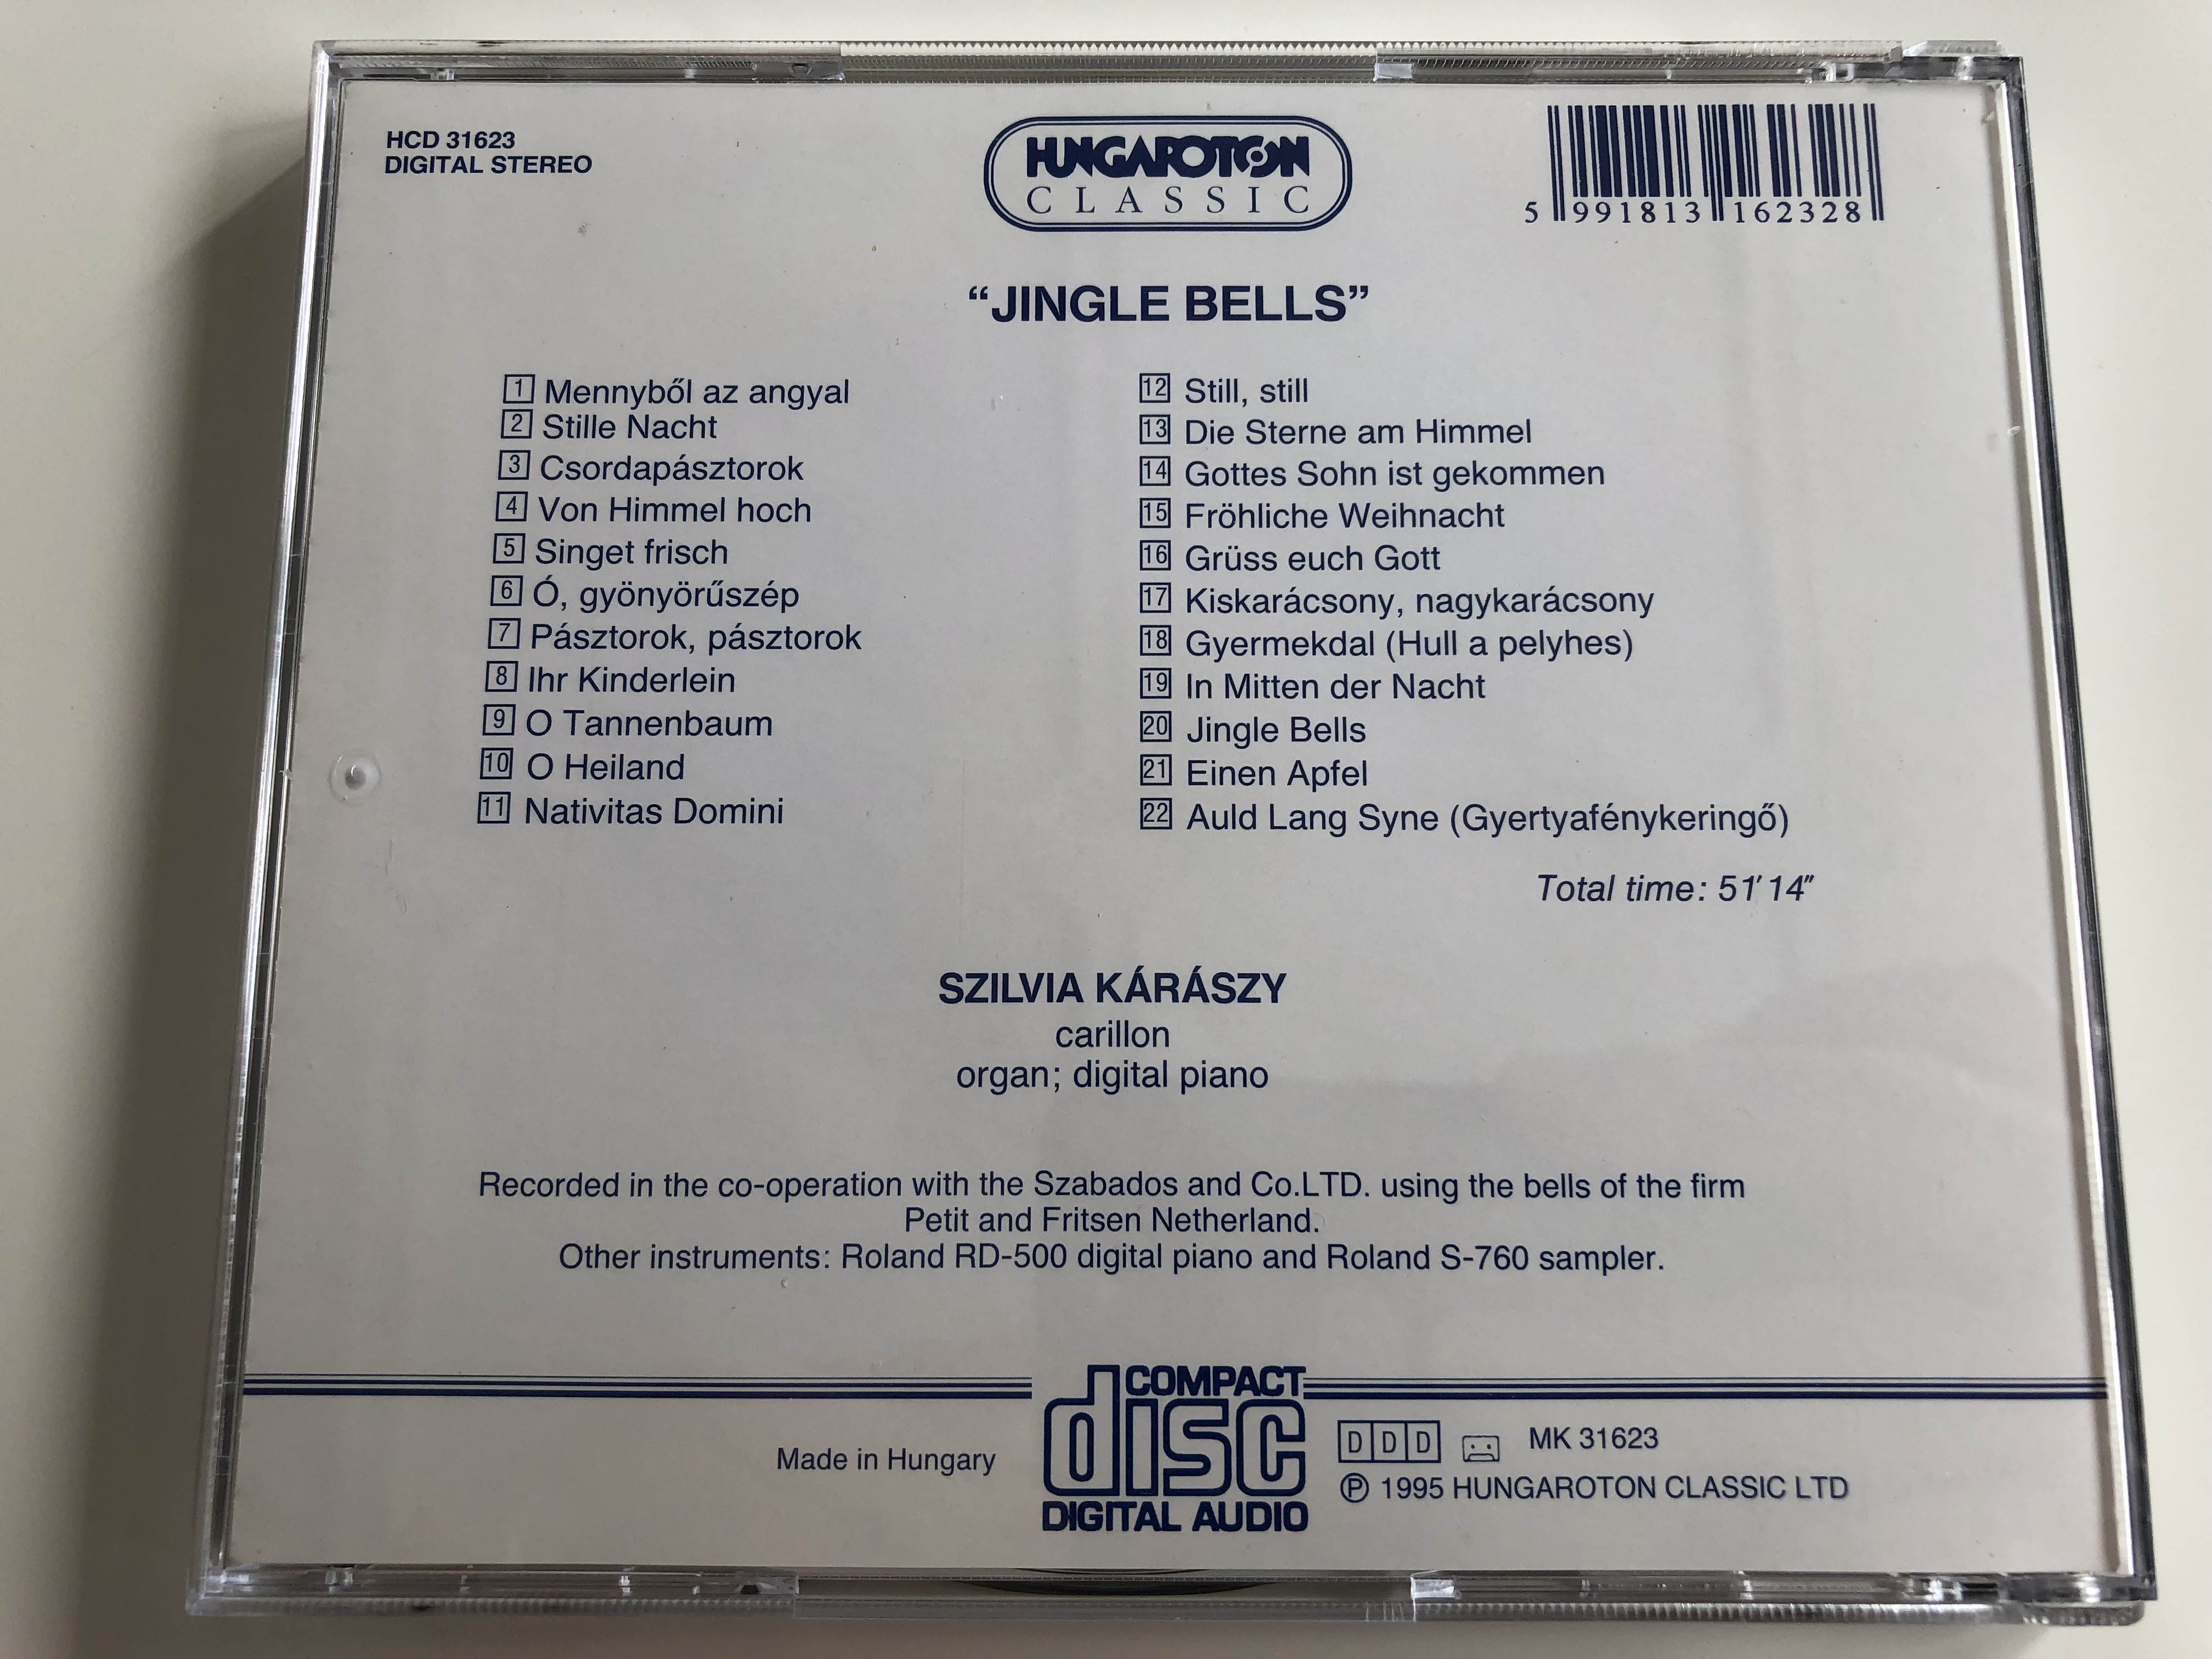 HCD 31623
DIGITAL STEREO
HUNGAROTON
CLASSIC
5 991813 162328
“JINGLE BELLS”
1 Mennyből az angyal
2 Stille Nacht
3 Csordapásztorok
4 Von Himmel hoch
5 Singet frisch
6 Ó, gyönyörűszép
7 Pásztorok, pásztorok
8 Ihr Kinderlein
9 O Tannenbaum
10 O Heiland
11 Nativitas Domini
12 Still, still
13 Die Sterne am Himmel
14 Gottes Sohn ist gekommen
15 Fröhliche Weihnacht
16 Grüss euch Gott
17 Kiskarácsony, nagykarácsony
18 Gyermekdal (Hull a pelyhes)
19 In Mitten der Nacht
20 Jingle Bells
21 Einen Apfel
22 Auld Lang Syne (Gyertyafénykeringő)
Total time: 51′14″
SZILVIA KÁRÁSZY
carillon
organ; digital piano
Recorded in the co-operation with the Szabados and Co.LTD. using the bells of the firm
Petit and Fritsen Netherland.
Other instruments: Roland RD-500 digital piano and Roland S-760 sampler.
Made in Hungary
COMPACT
disc
DIGITAL AUDIO
DDD MK 31623
℗ 1995 HUNGAROTON CLASSIC LTD